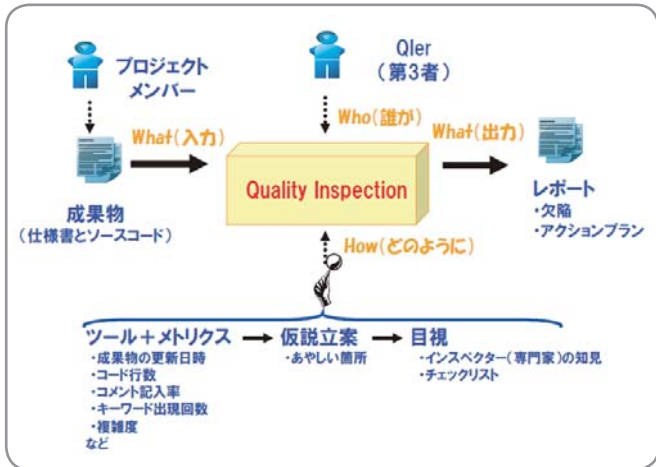 プロジェクト
メンバー
QIer
(第3者)
What(入力)
Who(誰が)
What(出力)
Quality Inspection
成果物
(仕様書とソースコード)
レポート
・欠陥
・アクションプラン
How(どのように)
ツール+メトリクス
・成果物の更新日時
・コード行数
・コメント記入率
・キーワード出現回数
・複雑度
など
仮説立案
・あやしい箇所
目視
・インスペクター(専門家)の知見
・チェックリスト